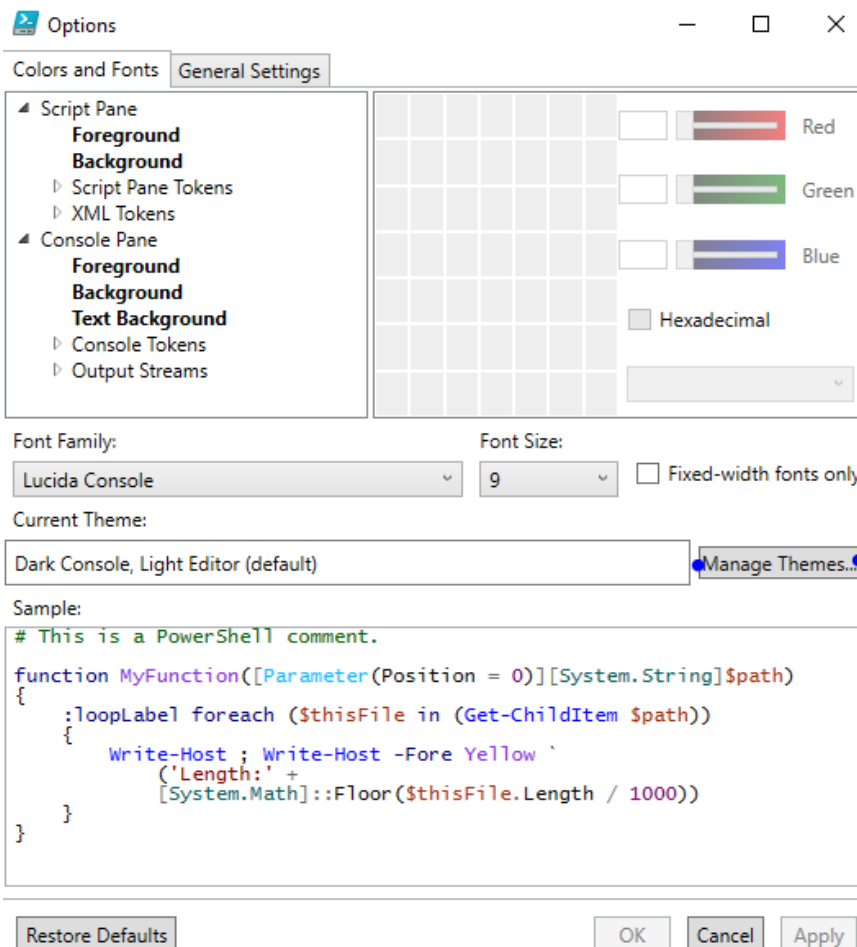 Options
Colors and Fonts General Settings
Script Pane
Foreground
Background
Script Pane Tokens
XML Tokens
Console Pane
Foreground
Background
Text Background
Console Tokens
Output Streams
Red
Green
Blue
Hexadecimal
Font Family: Font Size:
Lucida Console 9 Fixed-width fonts only
Current Theme:
Dark Console, Light Editor (default) Manage Themes...
Sample:
# This is a PowerShell comment.
function MyFunction([Parameter(Position = 0)][System.String]$path)
{
    :loopLabel foreach ($thisFile in (Get-ChildItem $path))
    {
        Write-Host ; Write-Host -Fore Yellow `
            ('Length:' +
            [System.Math]::Floor($thisFile.Length / 1000))
    }
}
Restore Defaults OK Cancel Apply